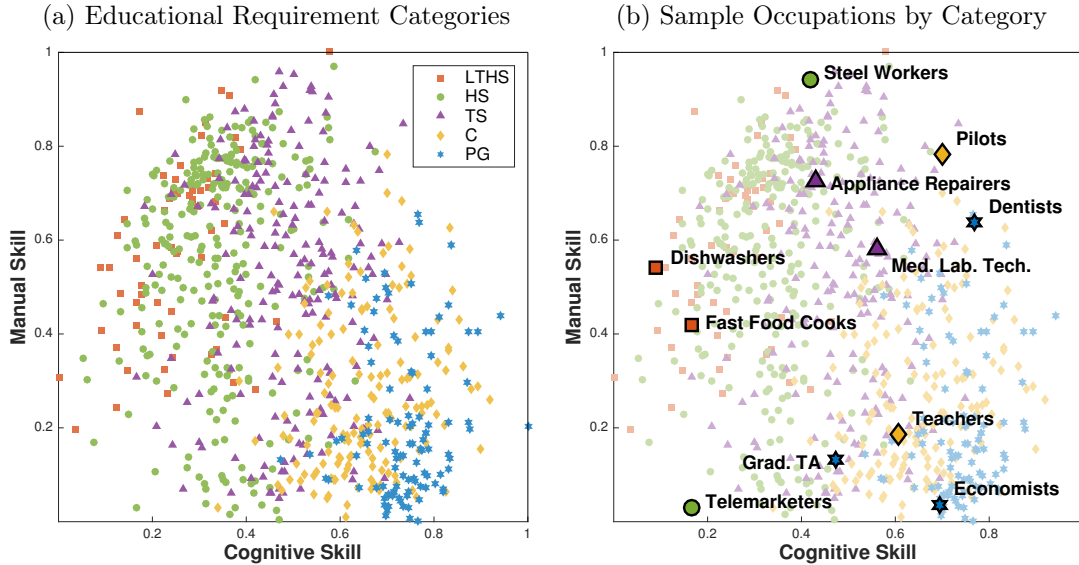 (a) Educational Requirement Categories
1
0.8
0.6
0.4
0.2
Manual Skill
LTHS
HS
TS
C
PG
0.2
0.4
0.6
0.8
1
Cognitive Skill
(b) Sample Occupations by Category
1
0.8
0.6
0.4
0.2
Manual Skill
Steel Workers
Pilots
Appliance Repairers
Dentists
Dishwashers
Med. Lab. Tech.
Fast Food Cooks
Teachers
Grad. TA
Economists
Telemarketers
0.2
0.4
0.6
0.8
Cognitive Skill